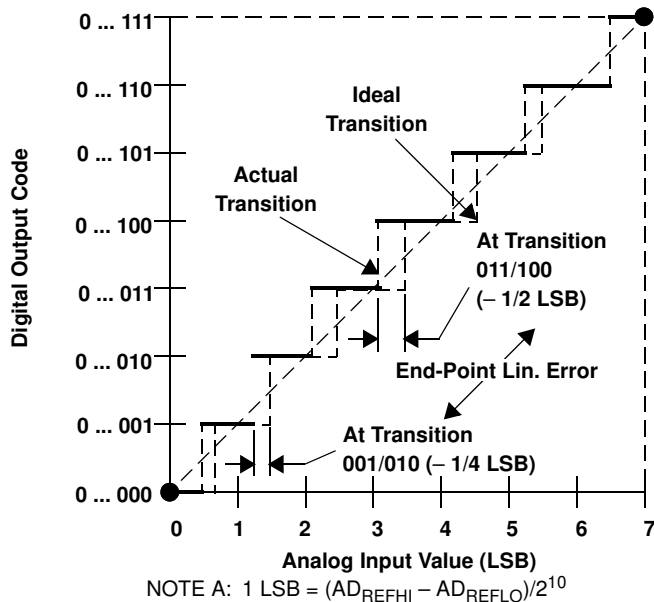 0 ... 111
0 ... 110
0 ... 101
0 ... 100
0 ... 011
0 ... 010
0 ... 001
0 ... 000
Digital Output Code
Ideal
Transition
Actual
Transition
At Transition
011/100
(– 1/2 LSB)
End-Point Lin. Error
At Transition
001/010 (– 1/4 LSB)
0 1 2 3 4 5 6 7
Analog Input Value (LSB)
NOTE A: 1 LSB = (AD_REFHI – AD_REFLO)/2^10